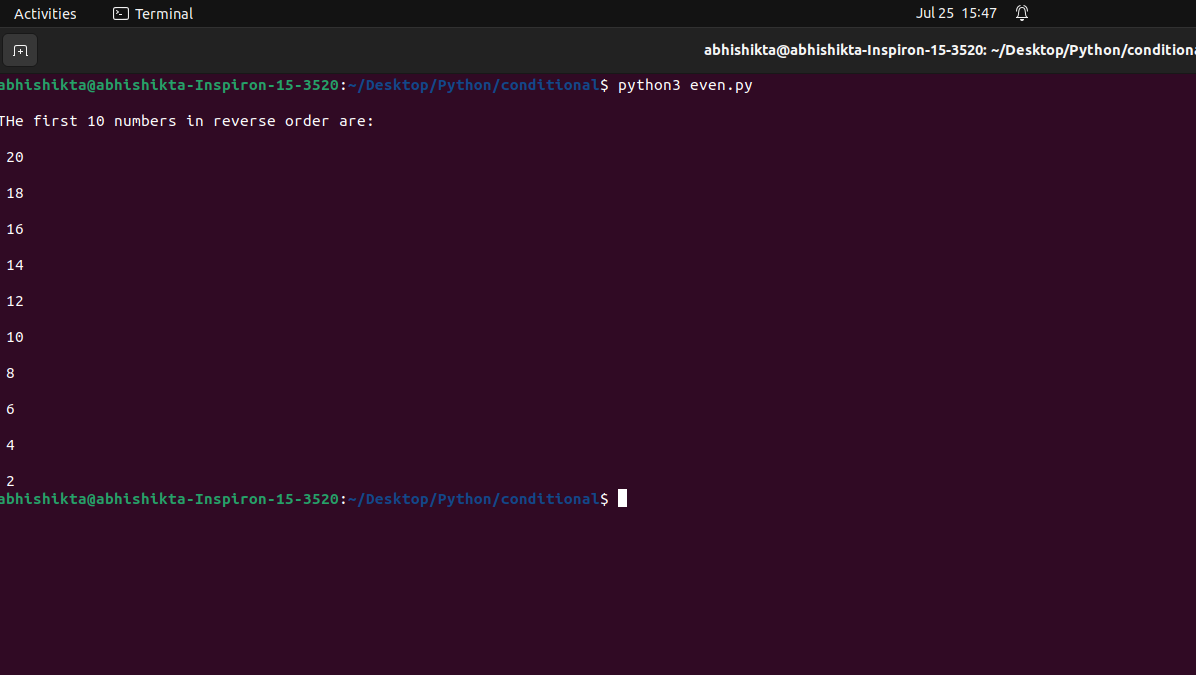 Activities Terminal Jul 25 15:47
abhishikta@abhishikta-Inspiron-15-3520: ~/Desktop/Python/conditiona
abhishikta@abhishikta-Inspiron-15-3520:~/Desktop/Python/conditional$ python3 even.py
THe first 10 numbers in reverse order are:
20
18
16
14
12
10
8
6
4
2
abhishikta@abhishikta-Inspiron-15-3520:~/Desktop/Python/conditional$